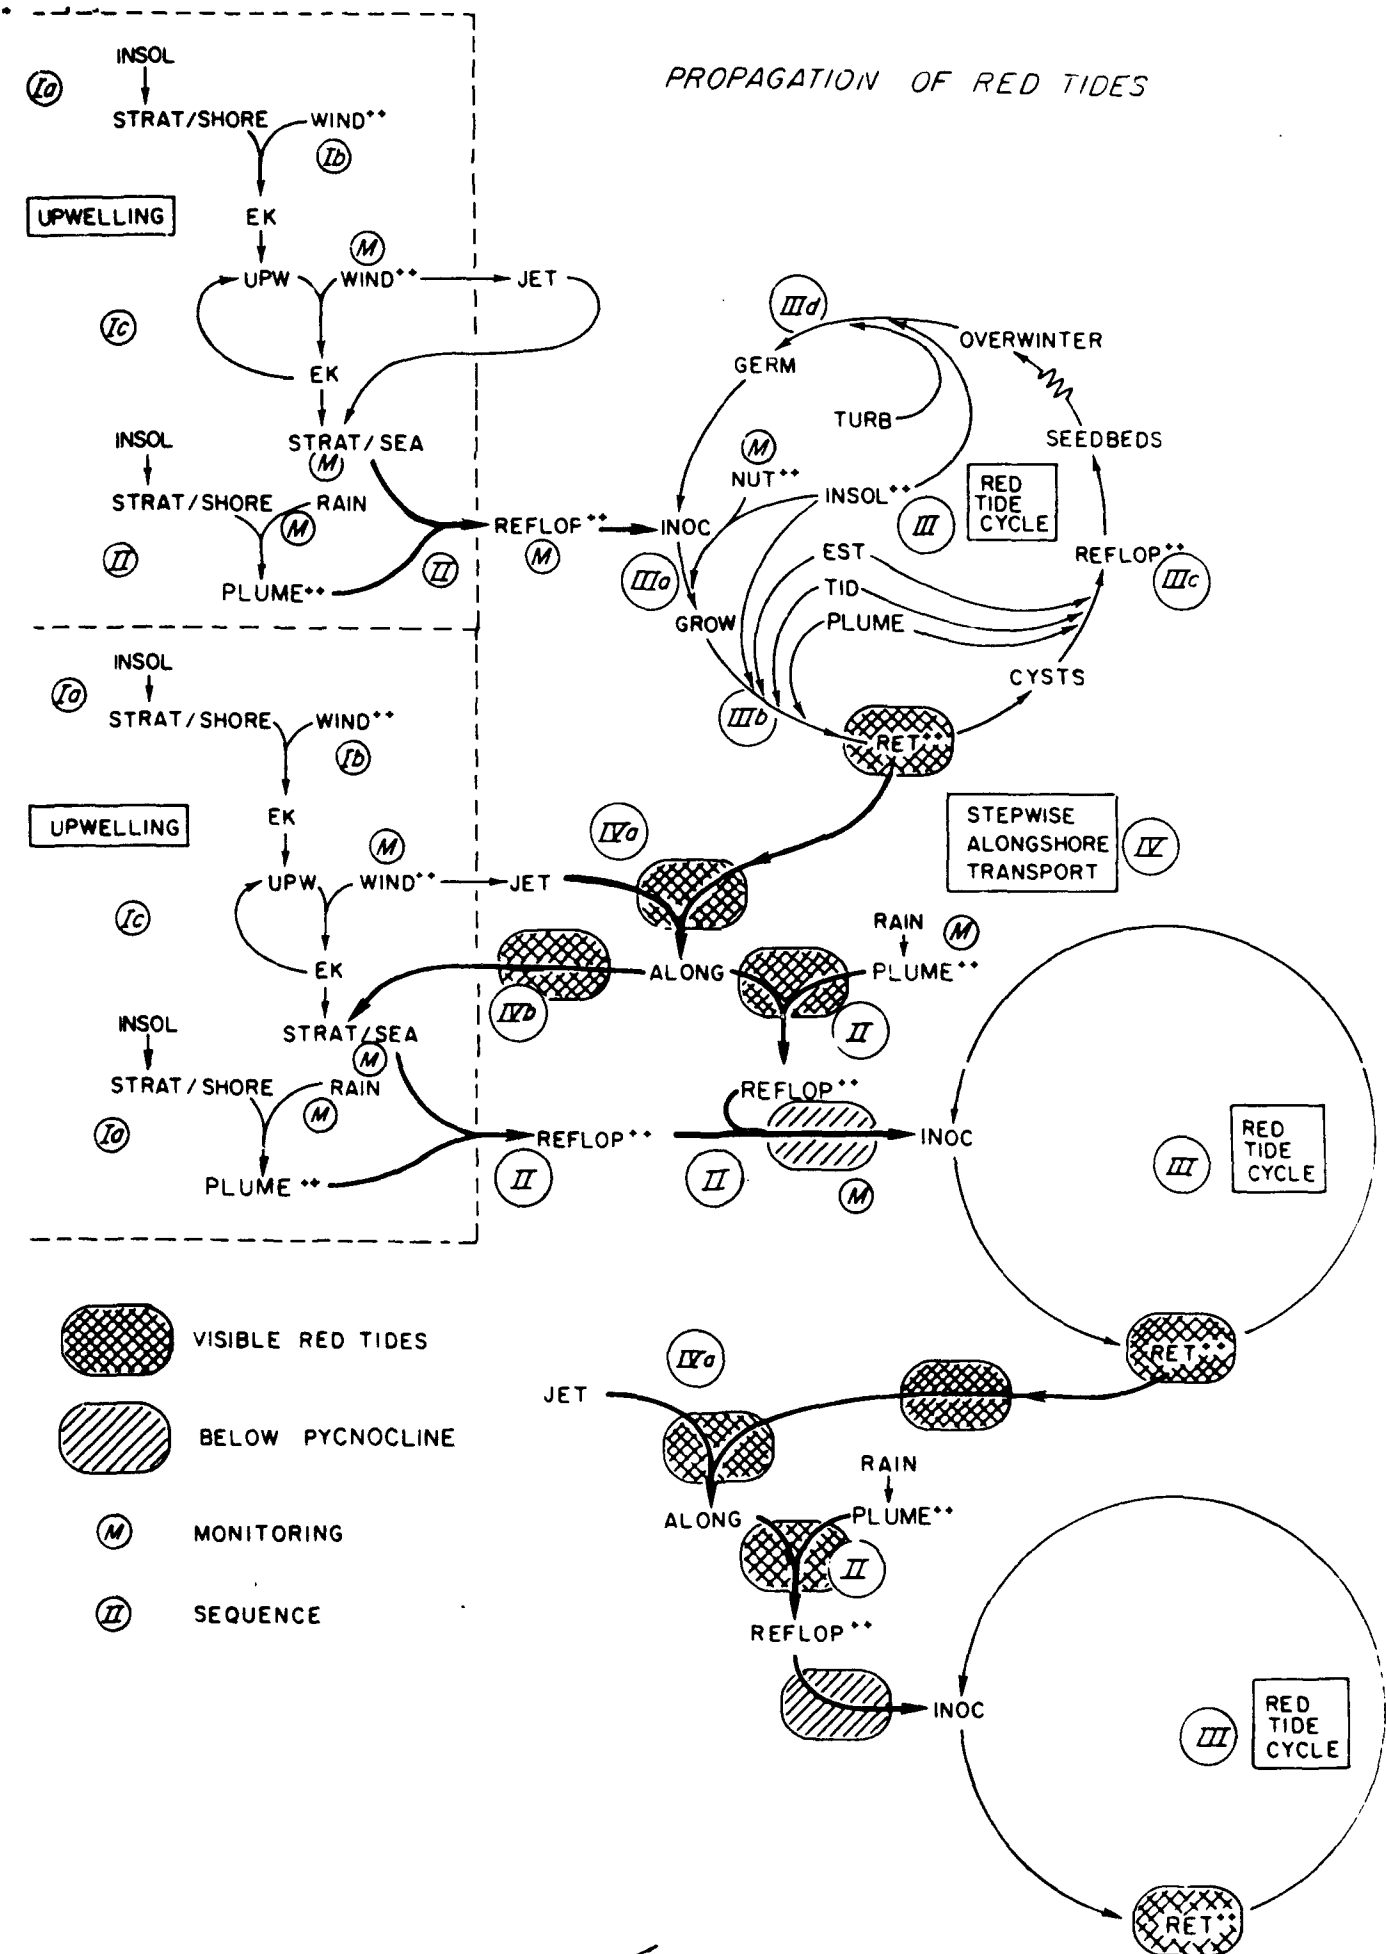 PROPAGATION OF RED TIDES
INSOL
Ia
STRAT/SHORE
WIND++
Ib
UPWELLING
EK
M
UPW
WIND++
JET
Ic
EK
INSOL
STRAT/SEA
M
STRAT/SHORE
RAIN
M
II
PLUME++
II
REFLOP++
M
IIId
OVERWINTER
GERM
TURB
SEEDBEDS
M
NUT++
INSOL++
RED
TIDE
CYCLE
III
INOC
EST
REFLOP++
IIIa
TID
IIIc
GROW
PLUME
CYSTS
IIIb
RET++
INSOL
Ia
STRAT/SHORE
WIND++
Ib
UPWELLING
EK
M
UPW
WIND++
JET
Ic
EK
IVa
STEPWISE
ALONGSHORE
TRANSPORT
IV
RAIN
M
ALONG
PLUME++
IVb
II
INSOL
STRAT/SEA
M
STRAT/SHORE
RAIN
M
Ia
PLUME++
REFLOP++
REFLOP++
INOC
II
II
M
RED
TIDE
CYCLE
III
RET++
VISIBLE RED TIDES
BELOW PYCNOCLINE
M
MONITORING
II
SEQUENCE
IVa
JET
RAIN
ALONG
PLUME++
II
REFLOP++
INOC
RED
TIDE
CYCLE
III
RET++